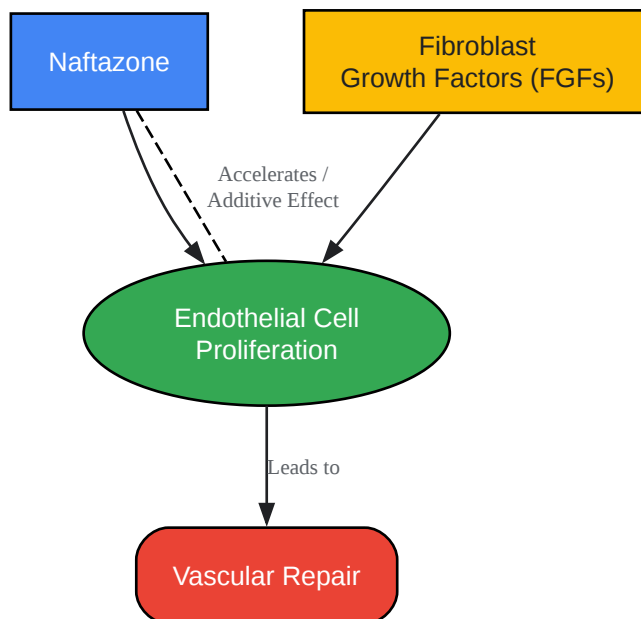 Naftazone
Fibroblast
Growth Factors (FGFs)
Accelerates /
Additive Effect
Endothelial Cell
Proliferation
Leads to
Vascular Repair